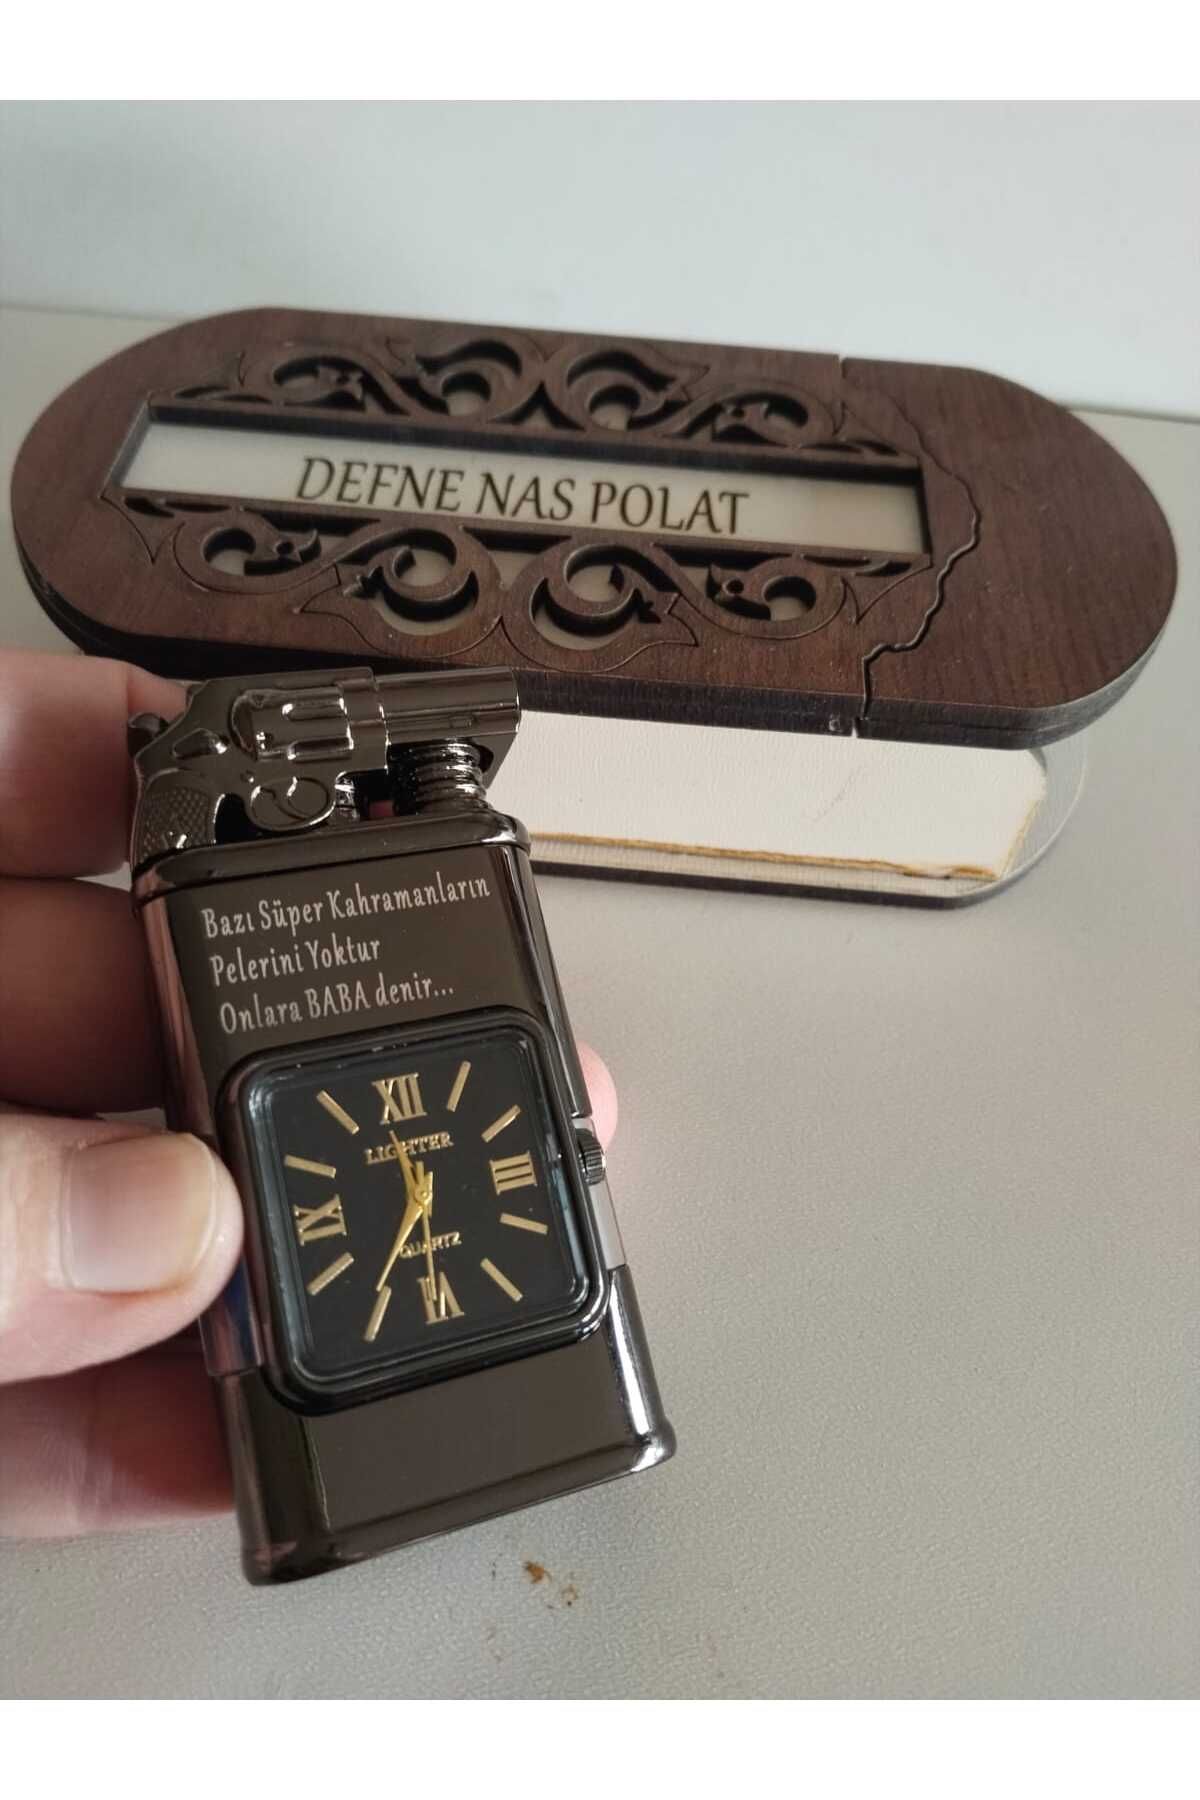 DEFNE NAS POLAT
Bazı Süper Kahramanların
Pelerini Yoktur
Onlara BABA denir...
XII
LIGHTER
III
IX
QUARTZ
VI